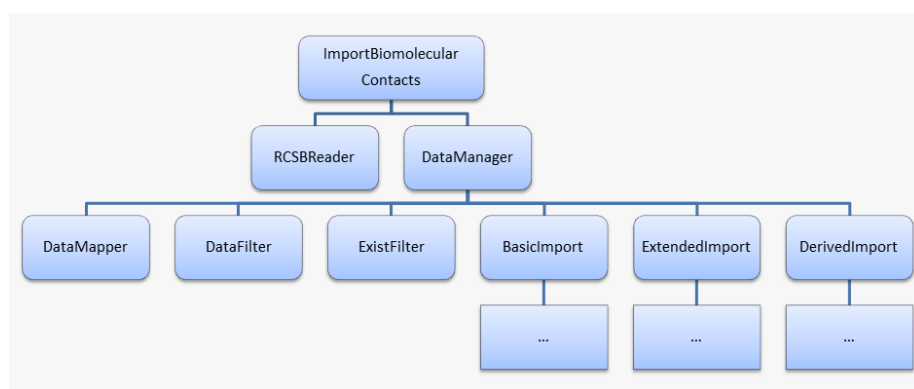 ImportBiomolecular
Contacts
RCSBReader
DataManager
DataMapper
DataFilter
ExistFilter
BasicImport
ExtendedImport
DerivedImport
...
...
...